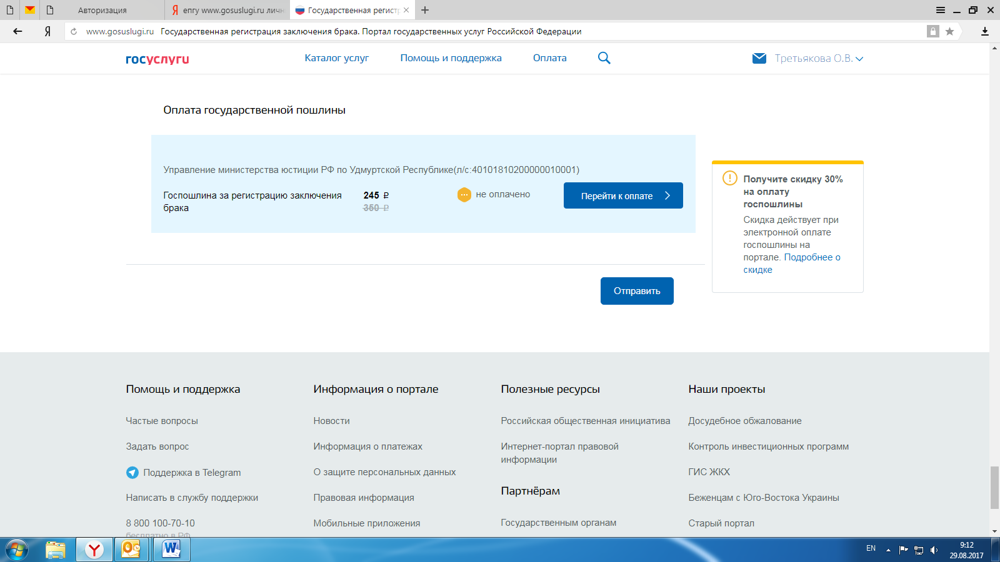 Авторизация
Я епгу www.gosuslugi.ru личн
Государственная регистр
Я www.gosuslugi.ru Государственная регистрация заключения брака. Портал государственных услуг Российской Федерации
госуслуги Каталог услуг Помощь и поддержка Оплата Третьякова О.В.
Оплата государственной пошлины
Управление министерства юстиции РФ по Удмуртской Республике(л/с:40101810200000010001)
Госпошлина за регистрацию заключения
брака
245 ₽
350 ₽
не оплачено
Перейти к оплате
Получите скидку 30%
на оплату
госпошлины
Скидка действует при
электронной оплате
госпошлины на
портале. Подробнее о
скидке
Отправить
Помощь и поддержка
Частые вопросы
Задать вопрос
Поддержка в Telegram
Написать в службу поддержки
8 800 100-70-10
бесплатно в РФ
Информация о портале
Новости
Информация о платежах
О защите персональных данных
Правовая информация
Мобильные приложения
Полезные ресурсы
Российская общественная инициатива
Интернет-портал правовой
информации
Партнёрам
Государственным органам
Наши проекты
Досудебное обжалование
Контроль инвестиционных программ
ГИС ЖКХ
Беженцам с Юго-Востока Украины
Старый портал
EN
9:12
29.08.2017